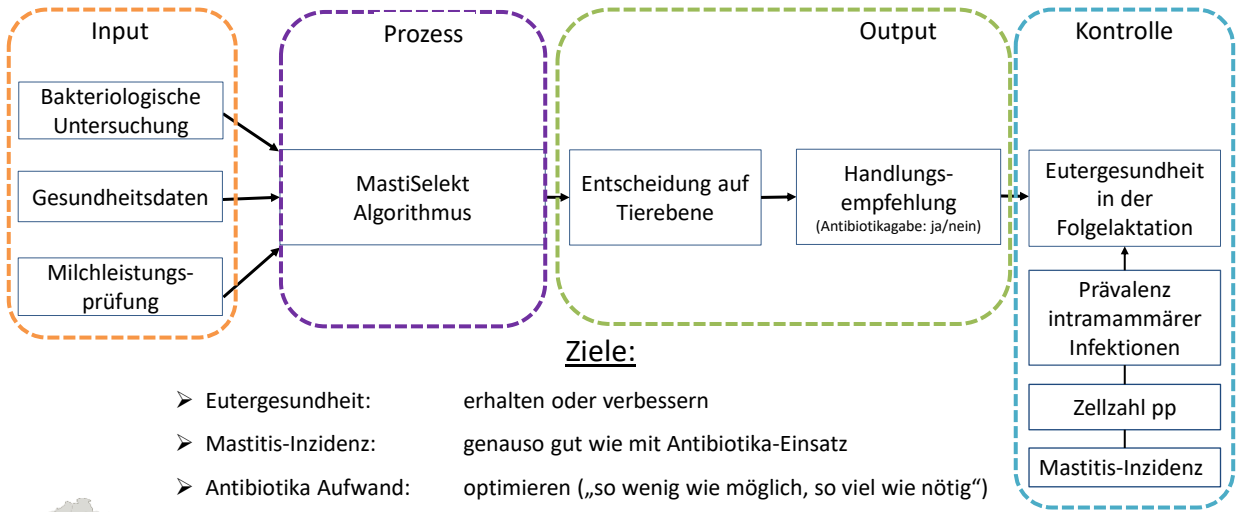 Input
Bakteriologische
Untersuchung
Gesundheitsdaten
Milchleistungs-
prüfung
Prozess
MastiSelekt
Algorithmus
Output
Entscheidung auf
Tierebene
Handlungs-
empfehlung
(Antibiotikagabe: ja/nein)
Kontrolle
Eutergesundheit
in der
Folgelaktation
Prävalenz
intramammärer
Infektionen
Zellzahl pp
Mastitis-Inzidenz
Ziele:
➢ Eutergesundheit: erhalten oder verbessern
➢ Mastitis-Inzidenz: genauso gut wie mit Antibiotika-Einsatz
➢ Antibiotika Aufwand: optimieren („so wenig wie möglich, so viel wie nötig“)